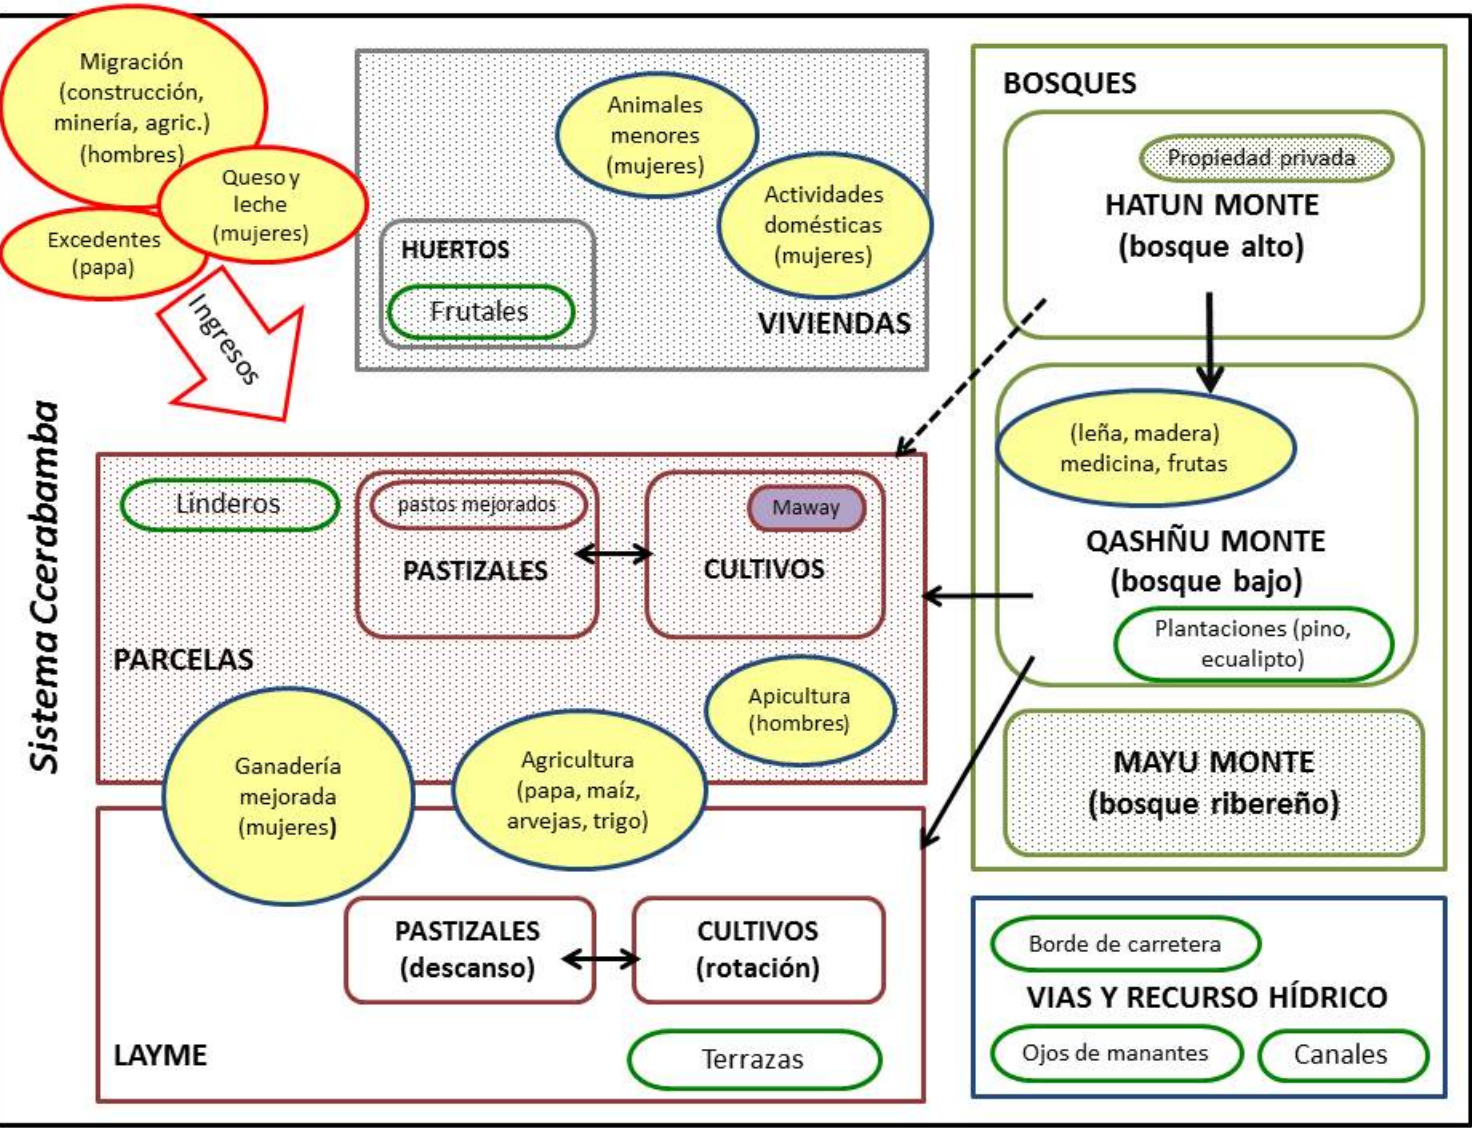 Migración
(construcción,
minería, agric.)
(hombres)
Queso y
leche
(mujeres)
Excedentes
(papa)
Ingresos
Sistema Ccerabamba
Animales
menores
(mujeres)
Actividades
domésticas
(mujeres)
HUERTOS
Frutales
VIVIENDAS
BOSQUES
Propiedad privada
HATUN MONTE
(bosque alto)
(leña, madera)
medicina, frutas
QASHÑU MONTE
(bosque bajo)
Plantaciones (pino,
ecualipto)
MAYU MONTE
(bosque ribereño)
Linderos
pastos mejorados
PASTIZALES
Maway
CULTIVOS
PARCELAS
Apicultura
(hombres)
Ganadería
mejorada
(mujeres)
Agricultura
(papa, maíz,
arvejas, trigo)
PASTIZALES
(descanso)
CULTIVOS
(rotación)
LAYME
Terrazas
Borde de carretera
VIAS Y RECURSO HÍDRICO
Ojos de manantes
Canales